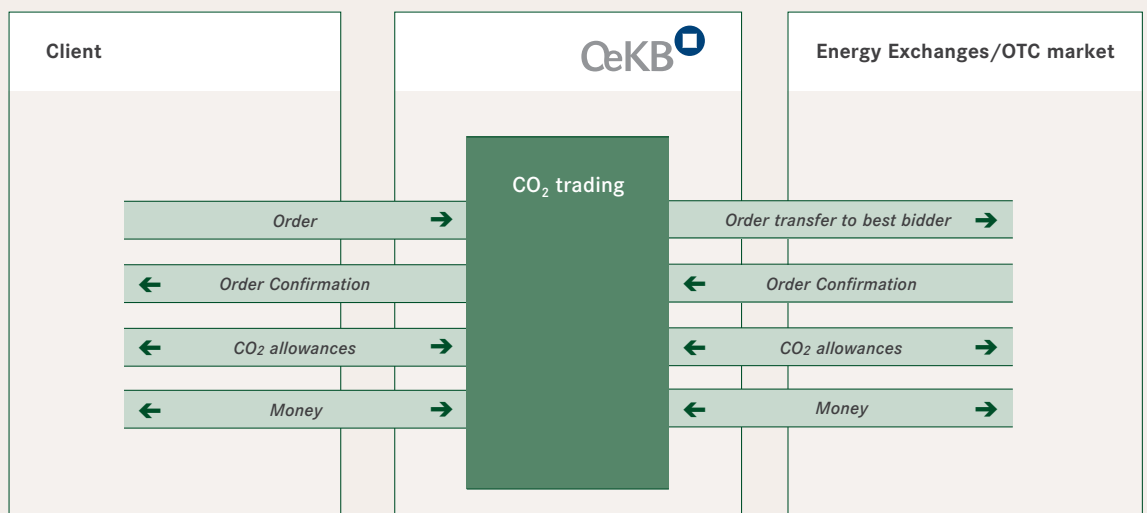 Client
OeKB
Energy Exchanges/OTC market
CO₂ trading
Order
Order transfer to best bidder
Order Confirmation
Order Confirmation
CO₂ allowances
CO₂ allowances
Money
Money